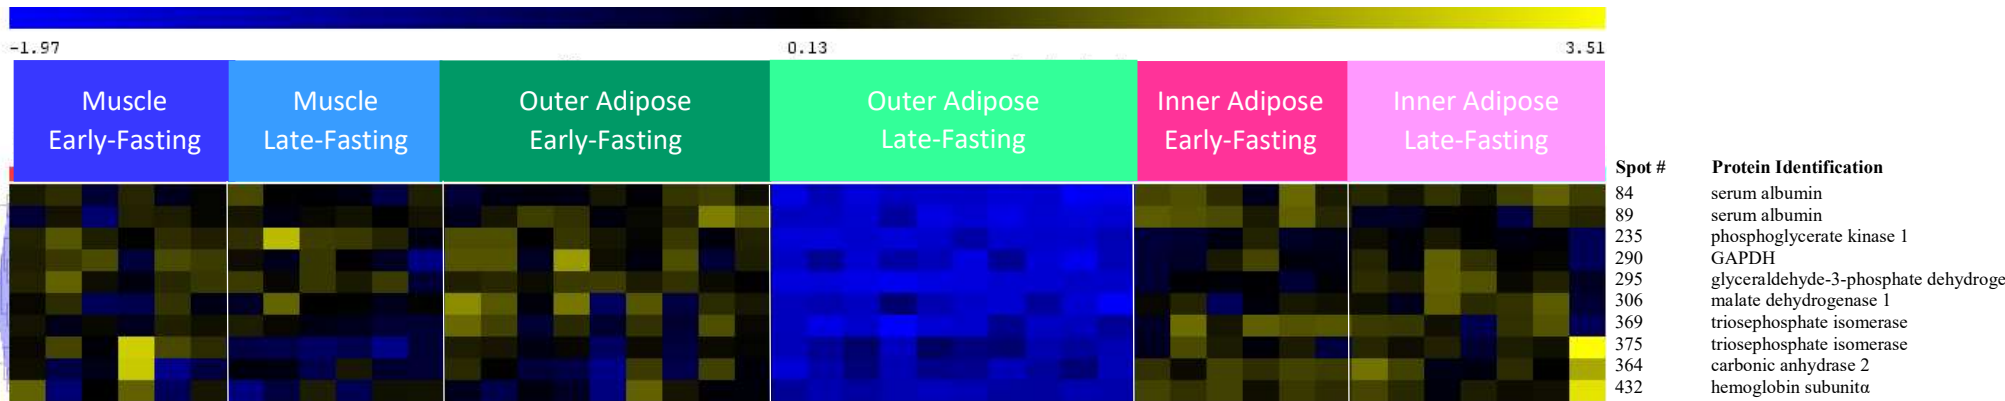 -1.97 0.13 3.51
Muscle Early-Fasting
Muscle Late-Fasting
Outer Adipose Early-Fasting
Outer Adipose Late-Fasting
Inner Adipose Early-Fasting
Inner Adipose Late-Fasting
Spot # Protein Identification
84 serum albumin
89 serum albumin
235 phosphoglycerate kinase 1
290 GAPDH
295 glyceraldehyde-3-phosphate dehydroge
306 malate dehydrogenase 1
369 triosephosphate isomerase
375 triosephosphate isomerase
364 carbonic anhydrase 2
432 hemoglobin subunitα